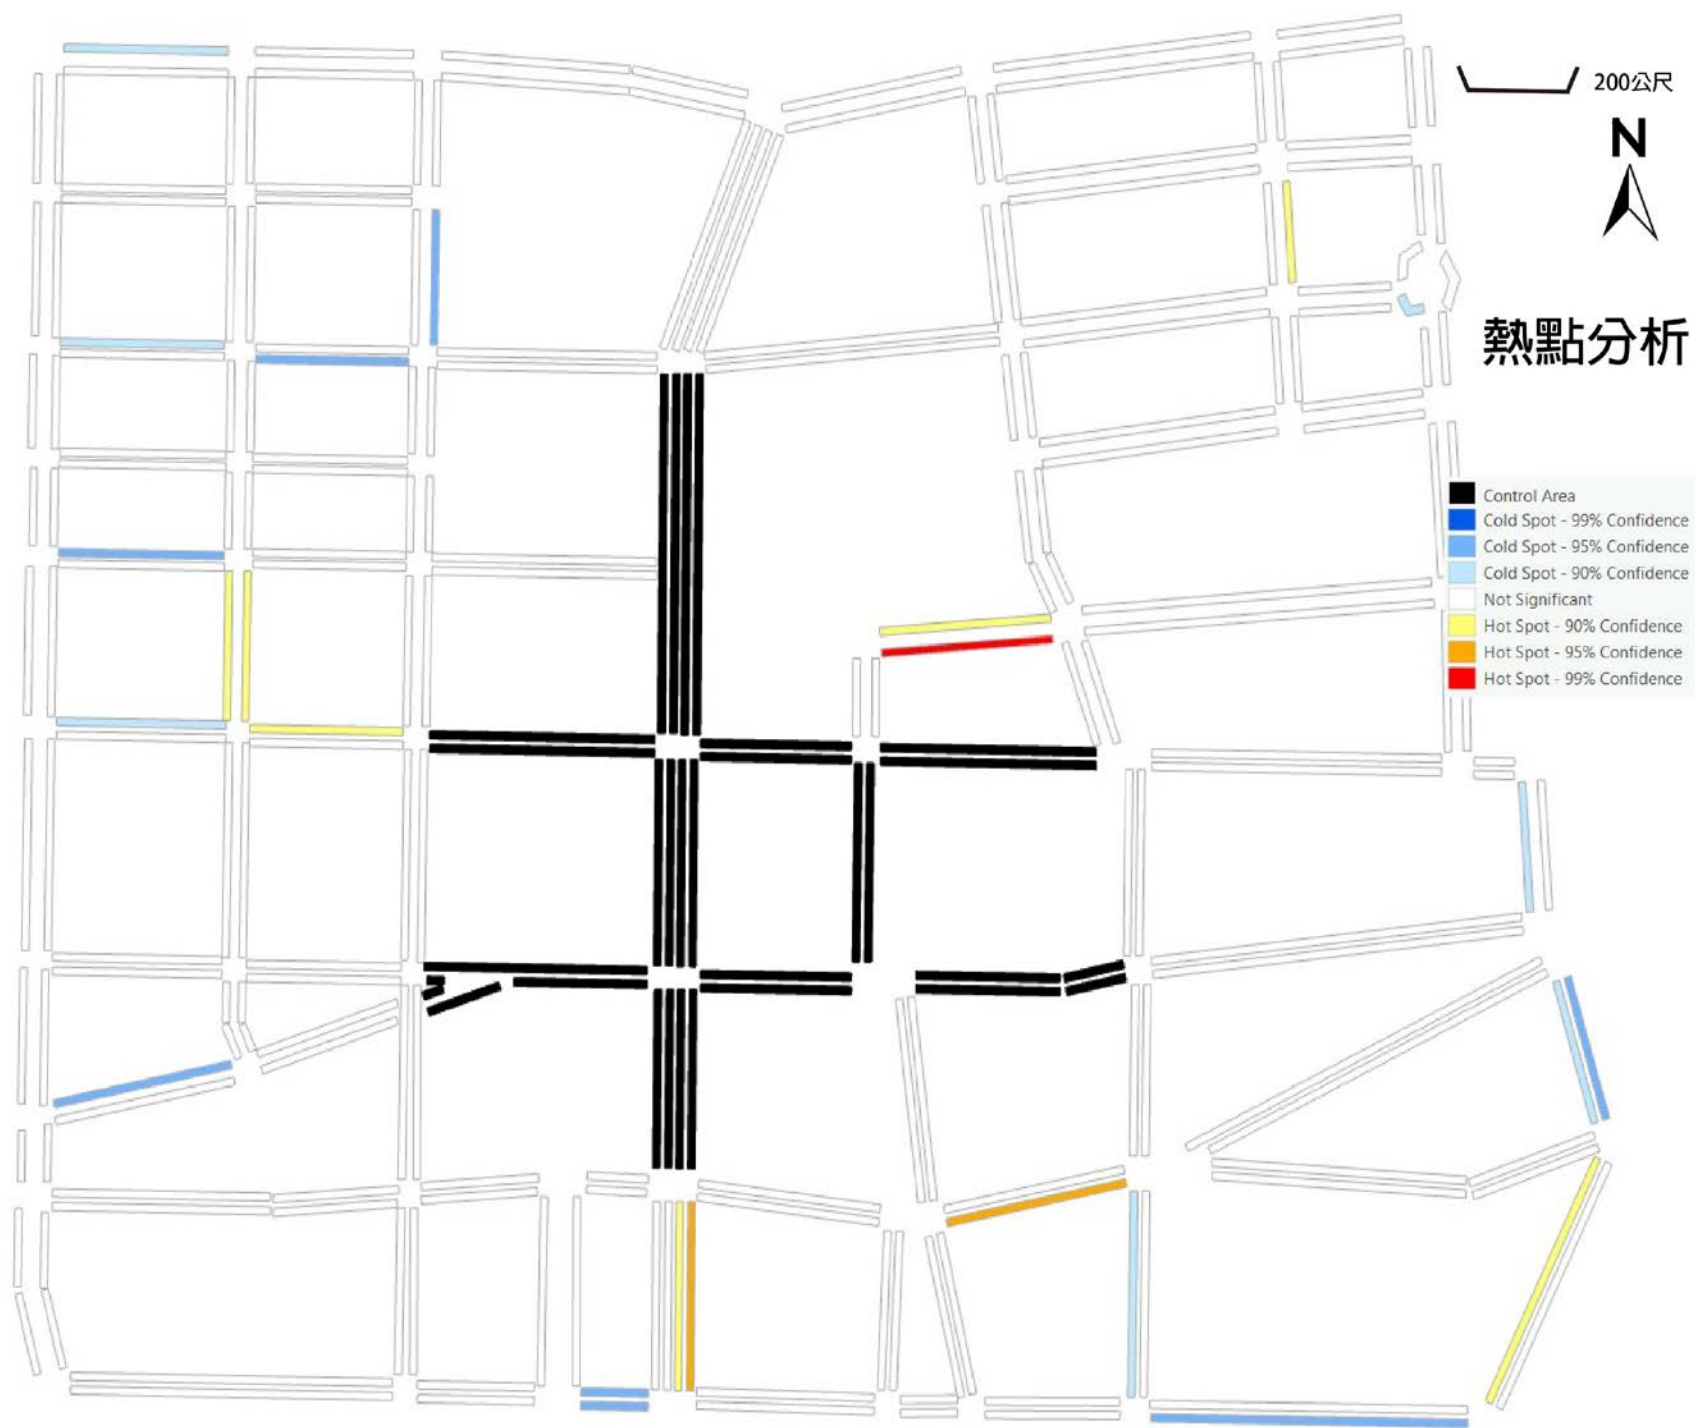 200公尺
N
熱點分析
Control Area
Cold Spot - 99% Confidence
Cold Spot - 95% Confidence
Cold Spot - 90% Confidence
Not Significant
Hot Spot - 90% Confidence
Hot Spot - 95% Confidence
Hot Spot - 99% Confidence